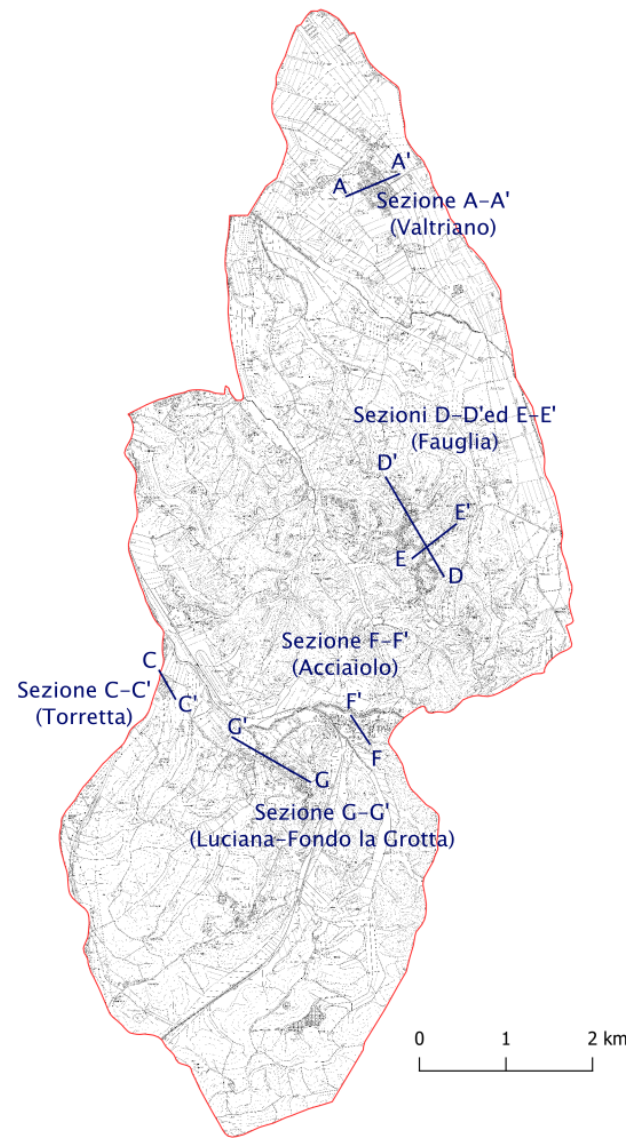 A'
A
Sezione A-A'
(Valtriano)
Sezioni D-D'ed E-E'
(Fauglia)
D'
E'
E
D
Sezione F-F'
(Acciaiolo)
C
Sezione C-C'
(Torretta)
C'
F'
G'
F
G
Sezione G-G'
(Luciana-Fondo la Grotta)
0 1 2 km